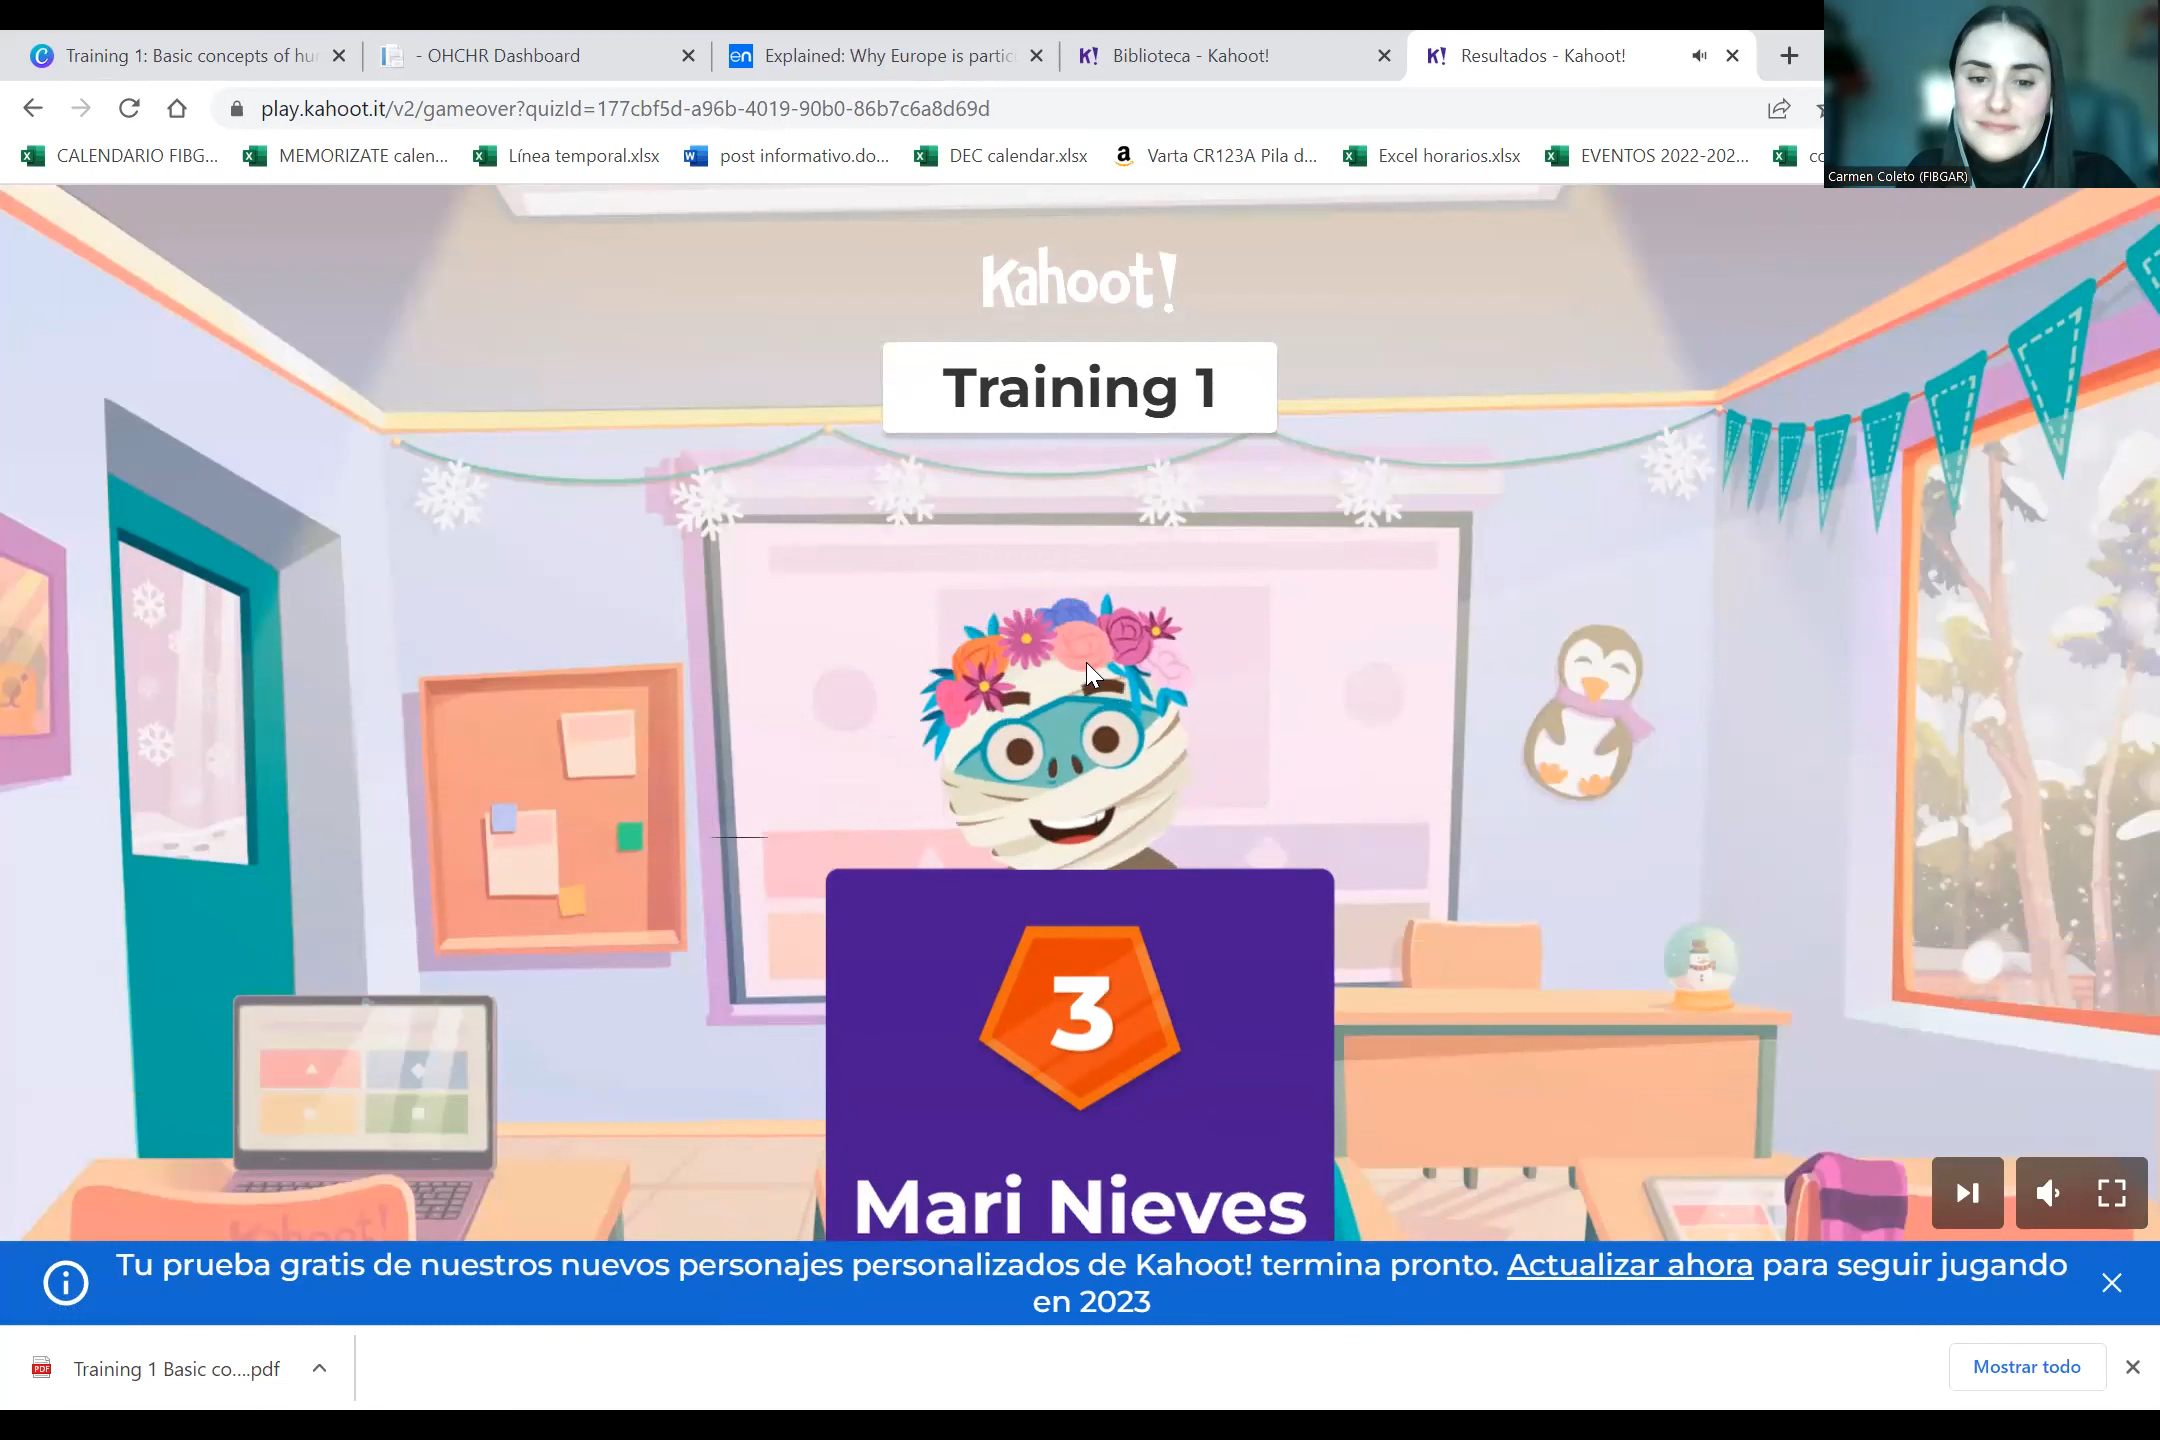 Training 1: Basic concepts of hu
- OHCHR Dashboard
en
Explained: Why Europe is partic
K! Biblioteca - Kahoot!
K! Resultados - Kahoot!
play.kahoot.it/v2/gameover?quizId=177cbf5d-a96b-4019-90b0-86b7c6a8d69d
CALENDARIO FIBG...
MEMORIZATE calen...
Línea temporal.xlsx
post informativo.do...
DEC calendar.xlsx
Varta CR123A Pila d...
Excel horarios.xlsx
EVENTOS 2022-202...
Carmen Coleto (FIBGAR)
Kahoot!
Training 1
3
Mari Nieves
Kahoot!
Tu prueba gratis de nuestros nuevos personajes personalizados de Kahoot! termina pronto. Actualizar ahora para seguir jugando
en 2023
PDF
Training 1 Basic co....pdf
Mostrar todo